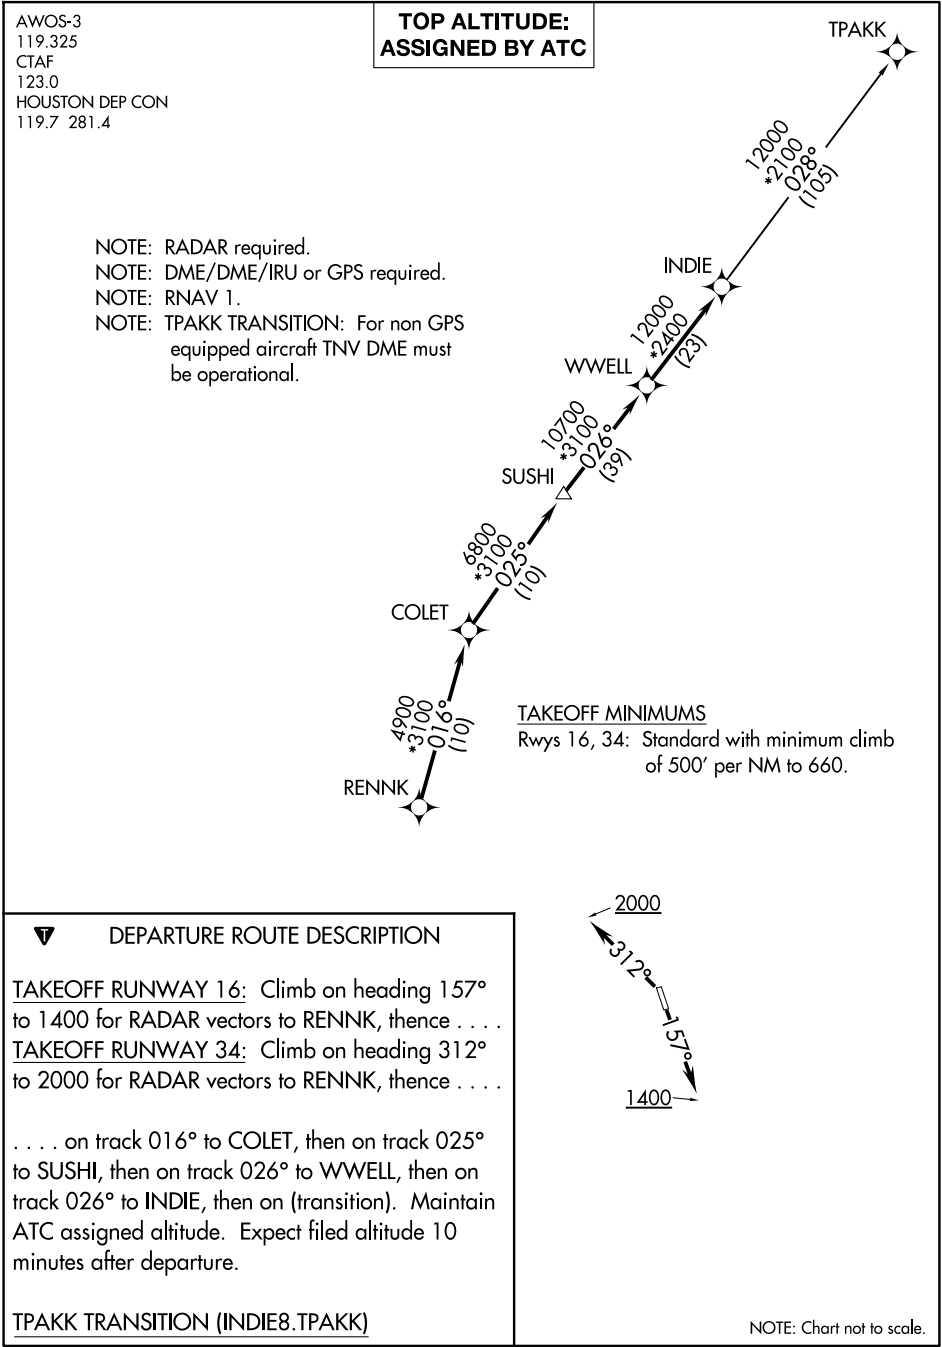 AWOS-3
119.325
CTAF
123.0
HOUSTON DEP CON
119.7 281.4
TOP ALTITUDE:
ASSIGNED BY ATC
TPAKK
12000
*2100
028°
(105)
NOTE: RADAR required.
NOTE: DME/DME/IRU or GPS required.
NOTE: RNAV 1.
NOTE: TPAKK TRANSITION: For non GPS
equipped aircraft TNV DME must
be operational.
INDIE
12000
*2400
(23)
WWELL
10700
*3100
026°
(39)
SUSHI
6800
*3100
025°
(10)
COLET
4900
*3100
016°
(10)
RENNK
TAKEOFF MINIMUMS
Rwys 16, 34: Standard with minimum climb
of 500' per NM to 660.
2000
312°
157°
1400
T DEPARTURE ROUTE DESCRIPTION
TAKEOFF RUNWAY 16: Climb on heading 157°
to 1400 for RADAR vectors to RENNK, thence . . . .
TAKEOFF RUNWAY 34: Climb on heading 312°
to 2000 for RADAR vectors to RENNK, thence . . . .
. . . . on track 016° to COLET, then on track 025°
to SUSHI, then on track 026° to WWELL, then on
track 026° to INDIE, then on (transition). Maintain
ATC assigned altitude. Expect filed altitude 10
minutes after departure.
TPAKK TRANSITION (INDIE8.TPAKK)
NOTE: Chart not to scale.